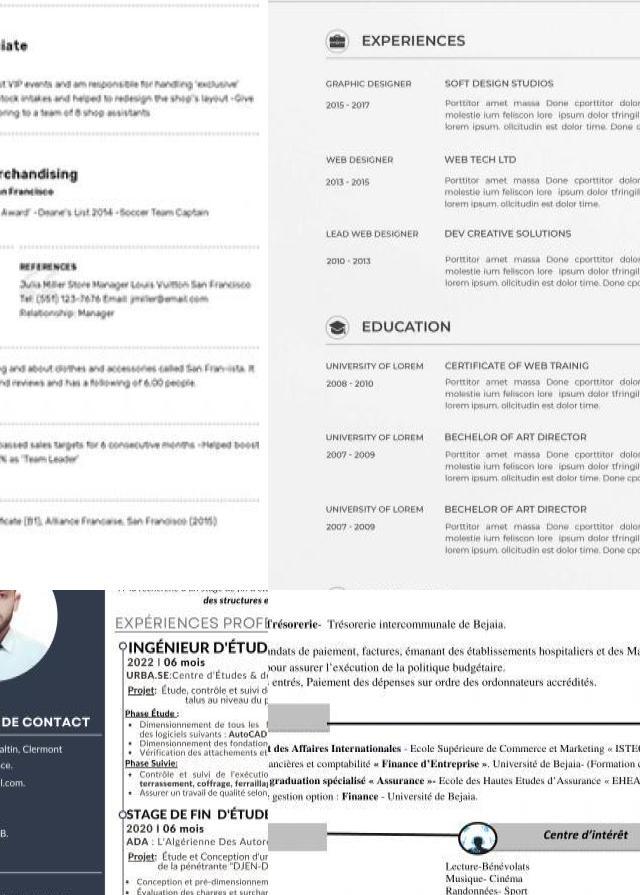 iate
t VIP events and am responsible for handling 'exclusive'
tock intakes and helped to redesign the shop's layout -Give
oring to a team of 8 shop assistants
rchandising
an Francisco
Award' -Deane's List 2014 -Soccer Team Captain
REFERENCES
Julia Miller Store Manager Louis Vuitton San Francisco
Tel: (551) 123-7676 Email: jmiller@email.com
Relationship: Manager
ng and about clothes and accessories called San Fran-ista. It
nd reviews and has a following of 6,00 people.
passed sales targets for 6 consecutive months -Helped boost
% as 'Team Leader'
ficate (B1), Alliance Francaise, San Francisco (2015)
EXPERIENCES
GRAPHIC DESIGNER
2015 - 2017
SOFT DESIGN STUDIOS
Porttitor amet massa Done cporttitor dolor
molestie ium feliscon lore ipsum dolor tfringil
lorem ipsum. ollcitudin est dolor time. Done c
WEB DESIGNER
2013 - 2015
WEB TECH LTD
Porttitor amet massa Done cporttitor dolor
molestie ium feliscon lore ipsum dolor tfringil
lorem ipsum. ollcitudin est dolor time.
LEAD WEB DESIGNER
2010 - 2013
DEV CREATIVE SOLUTIONS
Porttitor amet massa Done cporttitor dolor
molestie ium feliscon lore ipsum dolor tfringil
lorem ipsum. ollcitudin est dolor time. Done cpo
EDUCATION
UNIVERSITY OF LOREM
2008 - 2010
CERTIFICATE OF WEB TRAINIG
Porttitor amet massa Done cporttitor dolor
molestie ium feliscon lore ipsum dolor tfringil
lorem ipsum. ollcitudin est dolor time.
UNIVERSITY OF LOREM
2007 - 2009
BECHELOR OF ART DIRECTOR
Porttitor amet massa Done cporttitor dolor
molestie ium feliscon lore ipsum dolor tfringil
lorem ipsum. ollcitudin est dolor time. Done cpo
UNIVERSITY OF LOREM
2007 - 2009
BECHELOR OF ART DIRECTOR
Porttitor amet massa Done cporttitor dolor
molestie ium feliscon lore ipsum dolor tfringil
lorem ipsum. ollcitudin est dolor time. Done cpo
DE CONTACT
altin, Clermont
ce.
l.com.
B.
des structures e
EXPÉRIENCES PROF
INGÉNIEUR D'ÉTUD
2022 I 06 mois
URBA.SE:Centre d'Études & d
Projet: Étude, contrôle et suivi d
talus au niveau du p
Phase Étude :
• Dimensionnement de tous les
des logiciels suivants : AutoCAD
• Dimensionnement des fondation
• Vérification des attachements et
Phase Suivie:
• Contrôle et suivi de l'exécutio
terrassement, coffrage, ferraillag
• Assurer un travail de qualité selon
STAGE DE FIN D'ÉTUDE
2020 I 06 mois
ADA : L'Algérienne Des Autor
Projet: Étude et Conception d'un
de la pénétrante "DJEN-D
• Conception et pré-dimensionnem
• Évaluation des charges et surchar
Trésorerie- Trésorerie intercommunale de Bejaia.
ndats de paiement, factures, émanant des établissements hospitaliers et des Ma
pour assurer l'exécution de la politique budgétaire.
entrés, Paiement des dépenses sur ordre des ordonnateurs accrédités.
t des Affaires Internationales - Ecole Supérieure de Commerce et Marketing « ISTE
ancières et comptabilité « Finance d'Entreprise ». Université de Bejaia- (Formation c
graduation spécialisé « Assurance »- Ecole des Hautes Etudes d'Assurance « EHEA
gestion option : Finance - Université de Bejaia.
Centre d'intérêt
Lecture-Bénévolats
Musique- Cinéma
Randonnées- Sport